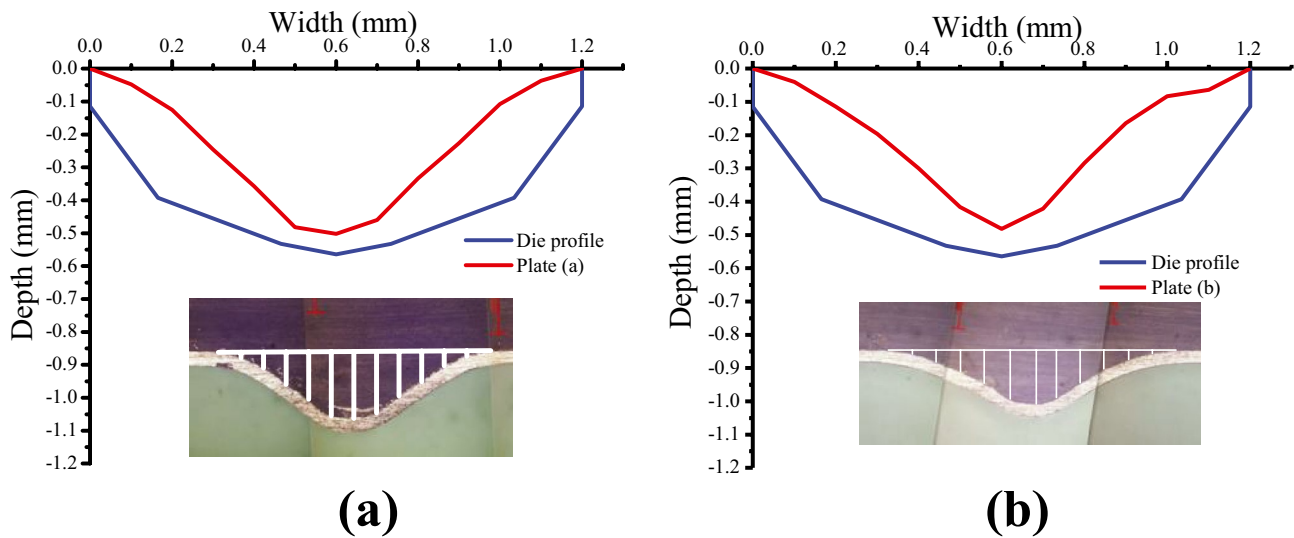 Width (mm)
0.0 0.2 0.4 0.6 0.8 1.0 1.2
0.0
-0.1
-0.2
-0.3
-0.4
-0.5
-0.6
-0.7
-0.8
-0.9
-1.0
-1.1
-1.2
Depth (mm)
Die profile
Plate (a)
(a)
Width (mm)
0.0 0.2 0.4 0.6 0.8 1.0 1.2
0.0
-0.1
-0.2
-0.3
-0.4
-0.5
-0.6
-0.7
-0.8
-0.9
-1.0
-1.1
-1.2
Depth (mm)
Die profile
Plate (b)
(b)